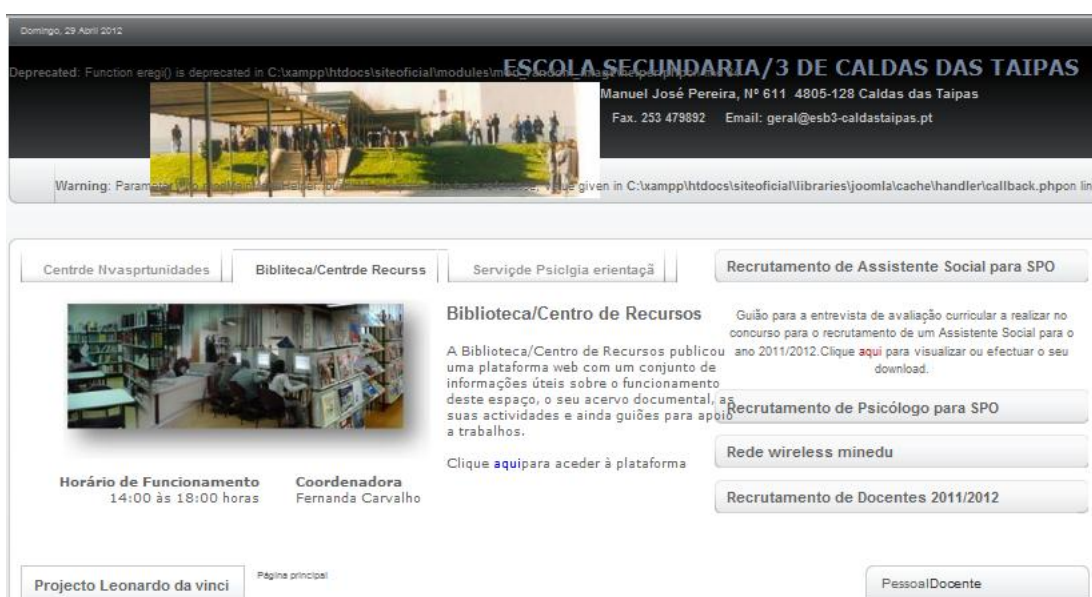 Domingo, 29 Abril 2012
ESCOLA SECUNDARIA/3 DE CALDAS DAS TAIPAS
Deprecated: Function eregi() is deprecated in C:\xampp\htdocs\siteoficial\modules\
Manuel José Pereira, Nº 611 4805-128 Caldas das Taipas
Fax. 253 479892 Email: geral@esb3-caldastaipas.pt
Warning: given in C:\xampp\htdocs\siteoficial\libraries\joomla\cache\handler\callback.phpon lin
Centrde Nvasprtunidades
Bibliteca/Centrde Recurss
Serviçde Psiclgia erientaçã
Biblioteca/Centro de Recursos
A Biblioteca/Centro de Recursos publicou
uma plataforma web com um conjunto de
informações úteis sobre o funcionamento
deste espaço, o seu acervo documental, as
suas actividades e ainda guiões para apoio
a trabalhos.
Clique aquipara aceder à plataforma
Horário de Funcionamento
14:00 às 18:00 horas
Coordenadora
Fernanda Carvalho
Recrutamento de Assistente Social para SPO
Guião para a entrevista de avaliação curricular a realizar no
concurso para o recrutamento de um Assistente Social para o
ano 2011/2012.Clique aqui para visualizar ou efectuar o seu
download.
Recrutamento de Psicólogo para SPO
Rede wireless minedu
Recrutamento de Docentes 2011/2012
Projecto Leonardo da vinci
Página principal
PessoalDocente